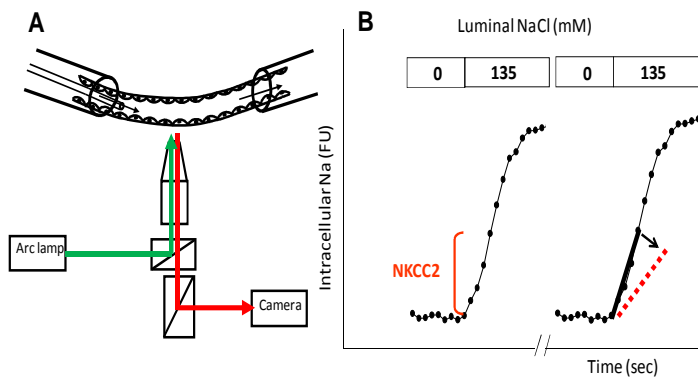 A
Arc lamp
Camera
B
Luminal NaCl (mM)
0 135 0 135
Intracellular Na (FU)
NKCC2
Time (sec)